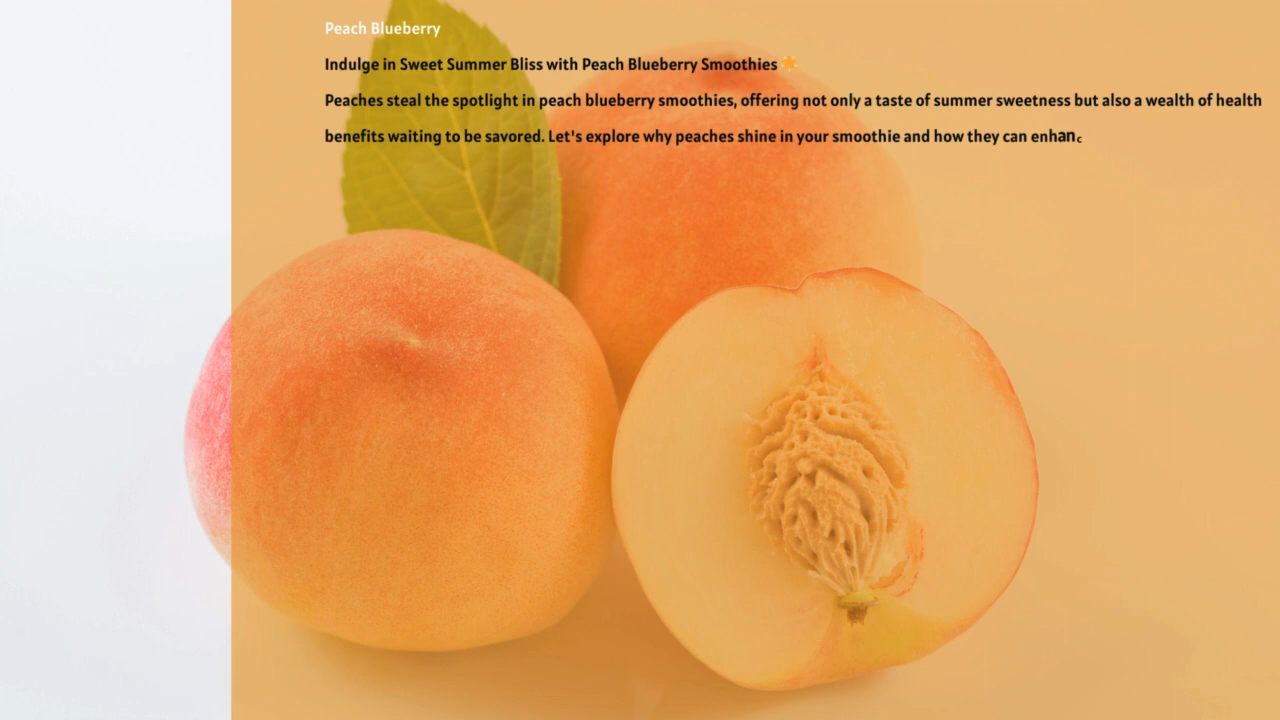 Peach Blueberry
Indulge in Sweet Summer Bliss with Peach Blueberry Smoothies
Peaches steal the spotlight in peach blueberry smoothies, offering not only a taste of summer sweetness but also a wealth of health
benefits waiting to be savored. Let's explore why peaches shine in your smoothie and how they can enhanc